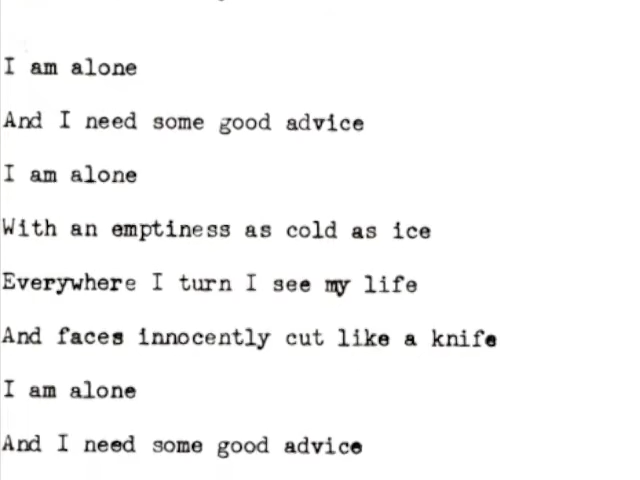 I am alone
And I need some good advice
I am alone
With an emptiness as cold as ice
Everywhere I turn I see my life
And faces innocently cut like a knife
I am alone
And I need some good advice